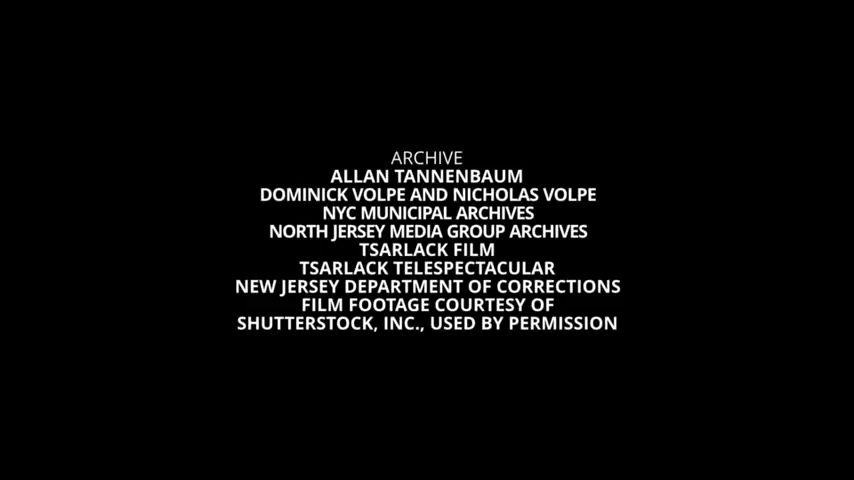 ARCHIVE
ALLAN TANNENBAUM
DOMINICK VOLPE AND NICHOLAS VOLPE
NYC MUNICIPAL ARCHIVES
NORTH JERSEY MEDIA GROUP ARCHIVES
TSARLACK FILM
TSARLACK TELESPECTACULAR
NEW JERSEY DEPARTMENT OF CORRECTIONS
FILM FOOTAGE COURTESY OF
SHUTTERSTOCK, INC., USED BY PERMISSION